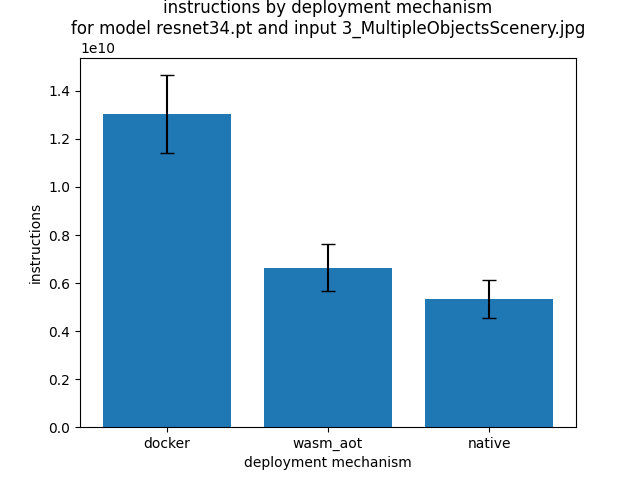 instructions by deployment mechanism
for model resnet34.pt and input 3_MultipleObjectsScenery.jpg
1e10
1.4
1.2
1.0
0.8
0.6
0.4
0.2
0.0
instructions
docker
wasm_aot
native
deployment mechanism